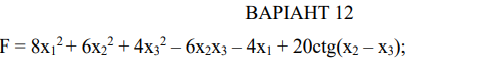 ВАРІАНТ 12
F = 8x₁² + 6x₂² + 4x₃² – 6x₂x₃ – 4x₁ + 20ctg(x₂ – x₃);